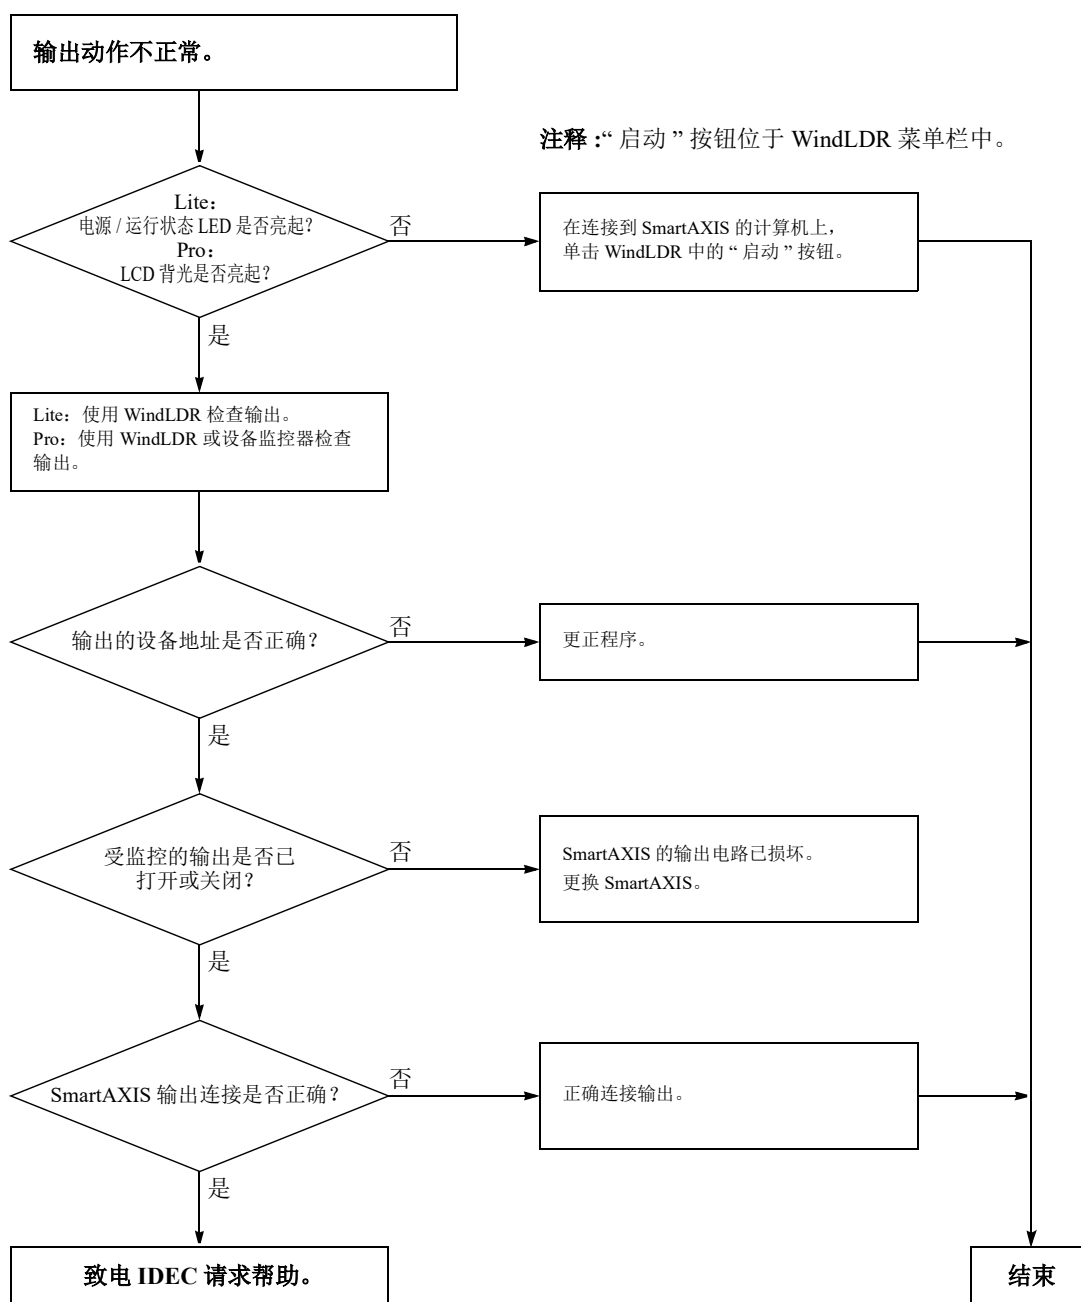 输出动作不正常。
注释 :“ 启动 ” 按钮位于 WindLDR 菜单栏中。
Lite：
电源 / 运行状态 LED 是否亮起？
Pro：
LCD 背光是否亮起？
否
在连接到 SmartAXIS 的计算机上，
单击 WindLDR 中的 “ 启动 ” 按钮。
是
Lite：使用 WindLDR 检查输出。
Pro：使用 WindLDR 或设备监控器检查
输出。
输出的设备地址是否正确？
否
更正程序。
是
受监控的输出是否已
打开或关闭？
否
SmartAXIS 的输出电路已损坏。
更换 SmartAXIS。
是
SmartAXIS 输出连接是否正确？
否
正确连接输出。
是
致电 IDEC 请求帮助。
结束